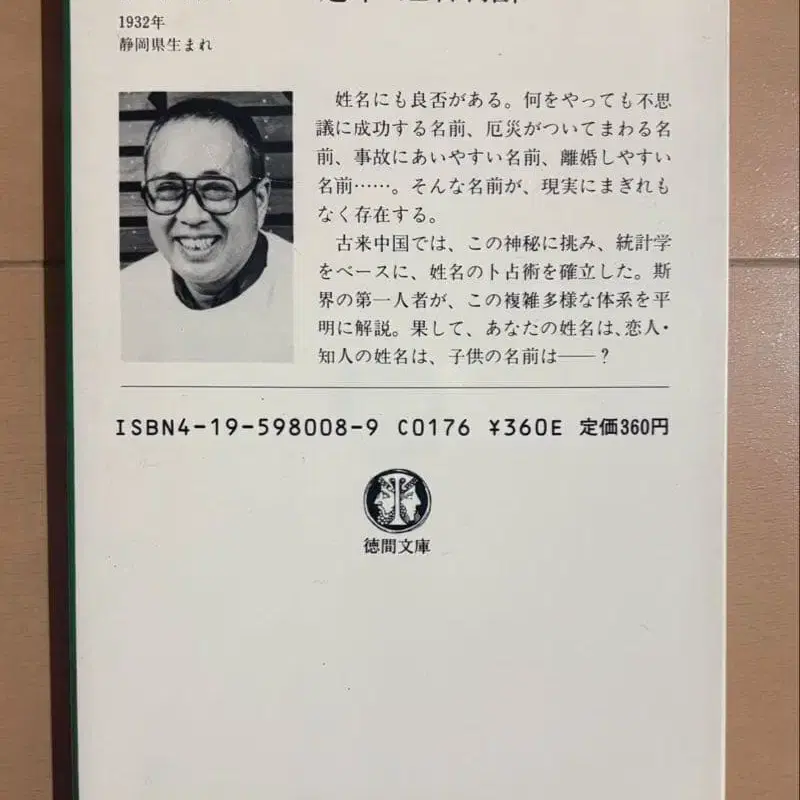 1932年
静岡県生まれ
姓名にも良否がある。何をやっても不思
議に成功する名前、厄災がついてまわる名
前、事故にあいやすい名前、離婚しやすい
名前……。そんな名前が、現実にまぎれも
なく存在する。
古来中国では、この神秘に挑み、統計学
をベースに、姓名の卜占術を確立した。斯
界の第一人者が、この複雑多様な体系を平
明に解説。果して、あなたの姓名は、恋人・
知人の姓名は、子供の名前は──？
ISBN4-19-598008-9 C0176 ¥360E 定価360円
徳間文庫